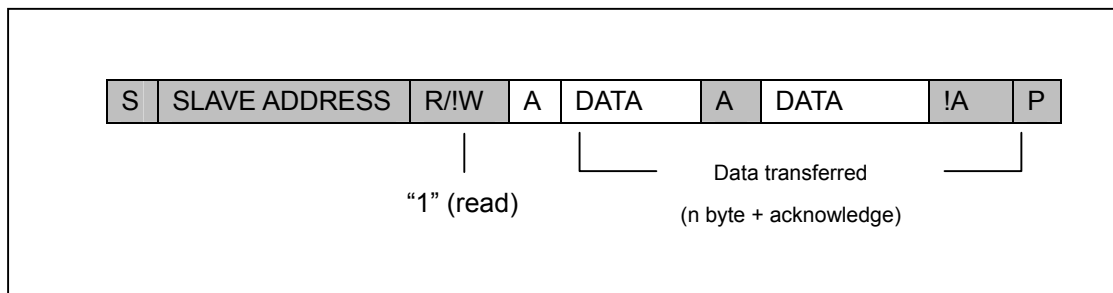 S SLAVE ADDRESS R/!W A DATA A DATA !A P
Data transferred
“1” (read)
(n byte + acknowledge)